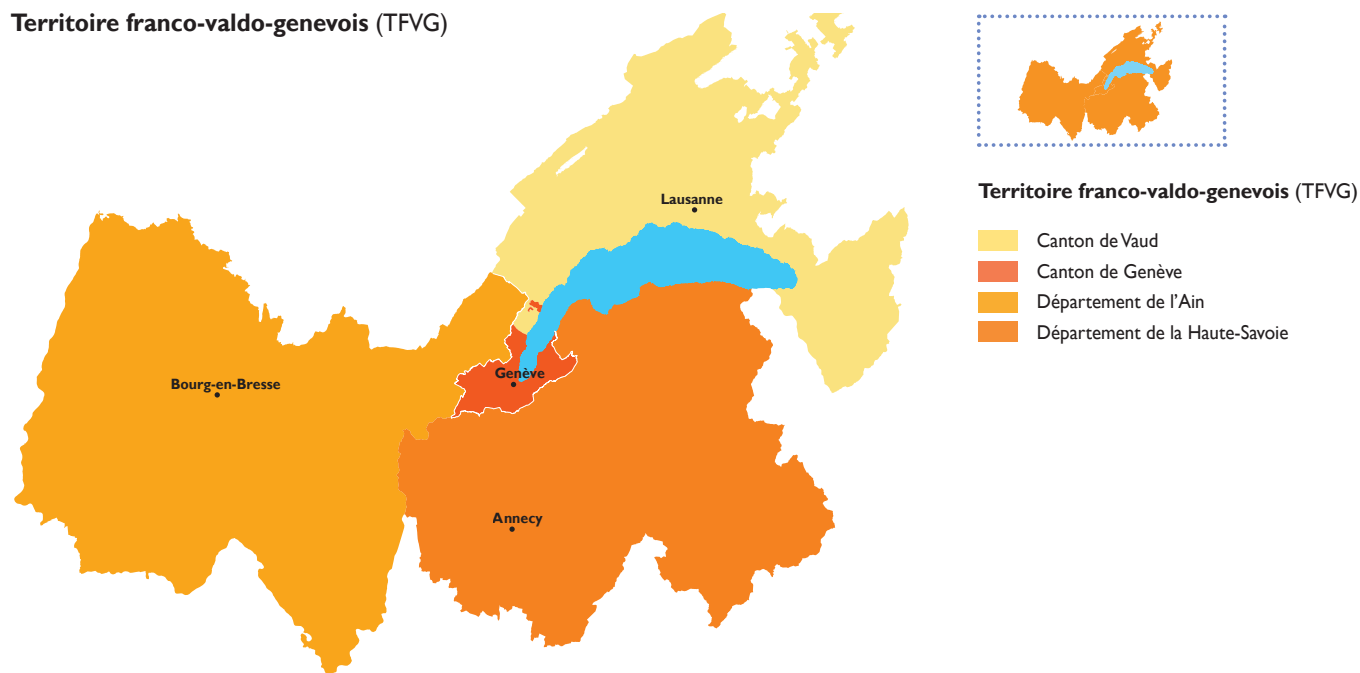 Territoire franco-valdo-genevois (TFVG)
Lausanne
Genève
Bourg-en-Bresse
Annecy
Territoire franco-valdo-genevois (TFVG)
Canton de Vaud
Canton de Genève
Département de l'Ain
Département de la Haute-Savoie